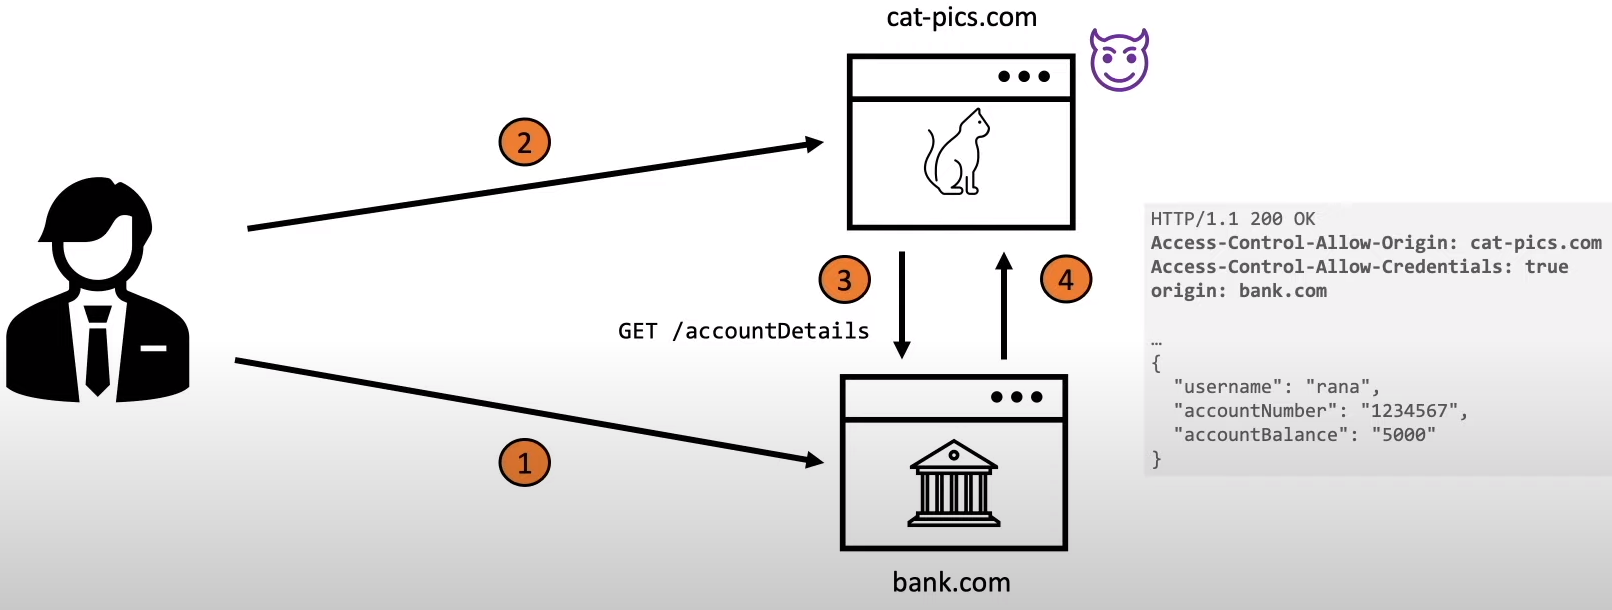 cat-pics.com
2
HTTP/1.1 200 OK
Access-Control-Allow-Origin: cat-pics.com
Access-Control-Allow-Credentials: true
origin: bank.com
3
4
GET /accountDetails
…
{
"username": "rana",
"accountNumber": "1234567",
"accountBalance": "5000"
}
1
bank.com